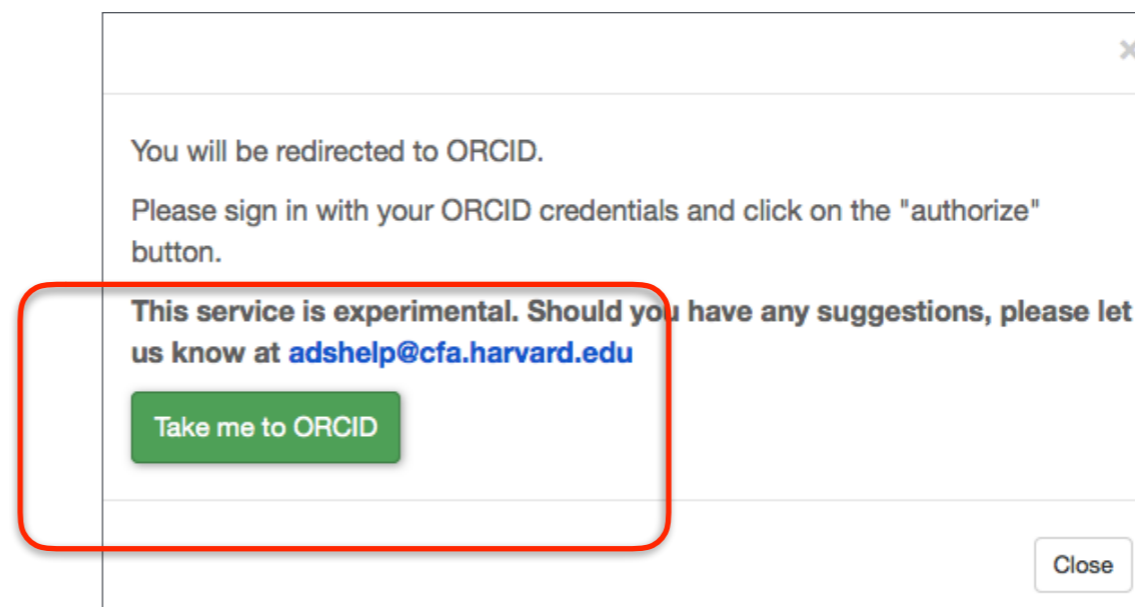 ×
You will be redirected to ORCID.
Please sign in with your ORCID credentials and click on the "authorize"
button.
This service is experimental. Should you have any suggestions, please let
us know at adshelp@cfa.harvard.edu
Take me to ORCID
Close